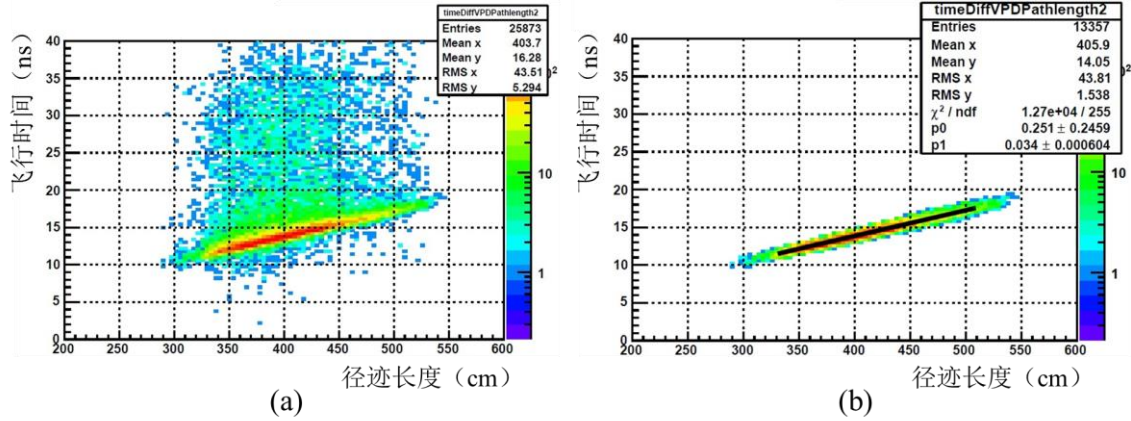 timeDiffVPDPathlength2
Entries 25873
Mean x 403.7
Mean y 16.28
RMS x 43.51
RMS y 5.294
飞行时间（ns）
40
35
30
25
20
15
10
5
0
200 250 300 350 400 450 500 550 600
10²
10
1
径迹长度（cm）
(a)
timeDiffVPDPathlength2
Entries 13357
Mean x 405.9
Mean y 14.05
RMS x 43.81
RMS y 1.538
χ² / ndf 1.27e+04 / 255
p0 0.251 ± 0.2459
p1 0.034 ± 0.000604
飞行时间（ns）
40
35
30
25
20
15
10
5
0
200 250 300 350 400 450 500 550 600
10
1
径迹长度（cm）
(b)